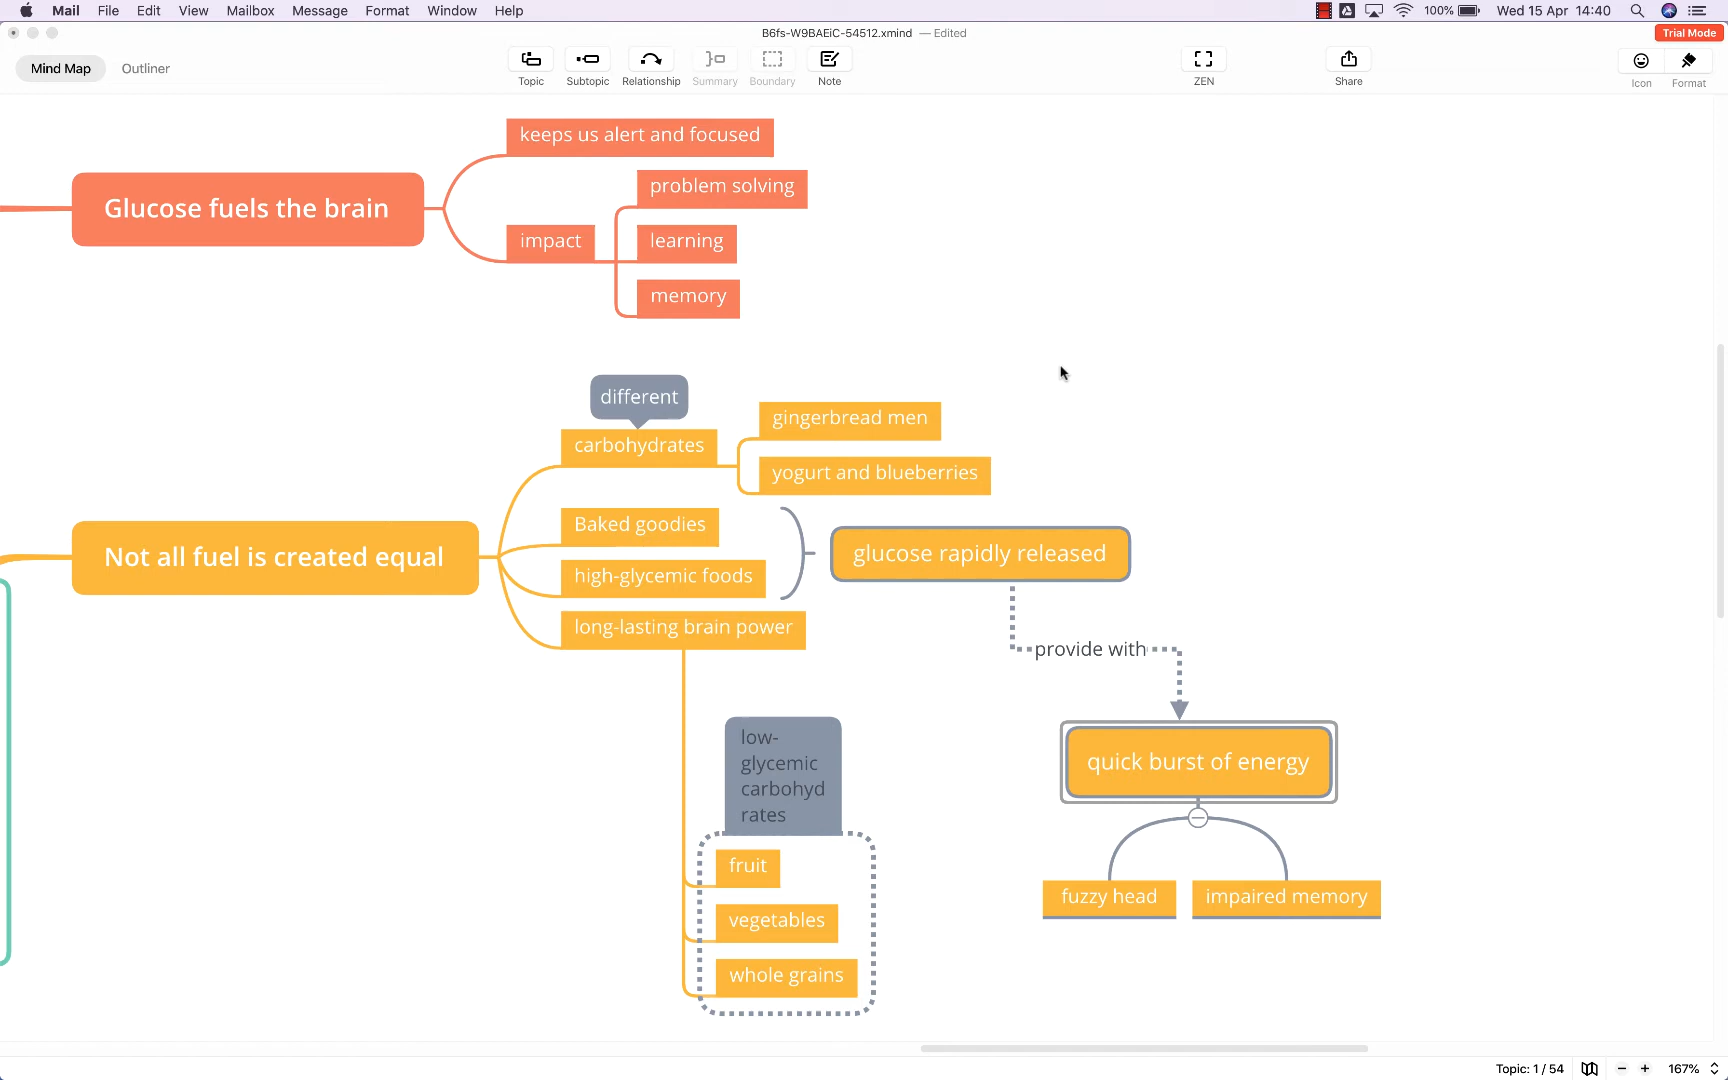 Mail File Edit View Mailbox Message Format Window Help 100% Wed 15 Apr 14:40
B6fs-W9BAEiC-54512.xmind — Edited
Trial Mode
Mind Map Outliner
Topic Subtopic Relationship Summary Boundary Note ZEN Share Icon Format
Glucose fuels the brain
keeps us alert and focused
impact
problem solving
learning
memory
Not all fuel is created equal
different
carbohydrates
gingerbread men
yogurt and blueberries
Baked goodies
high-glycemic foods
glucose rapidly released
long-lasting brain power
provide with
low-
glycemic
carbohyd
rates
fruit
vegetables
whole grains
quick burst of energy
fuzzy head
impaired memory
Topic: 1 / 54 167%